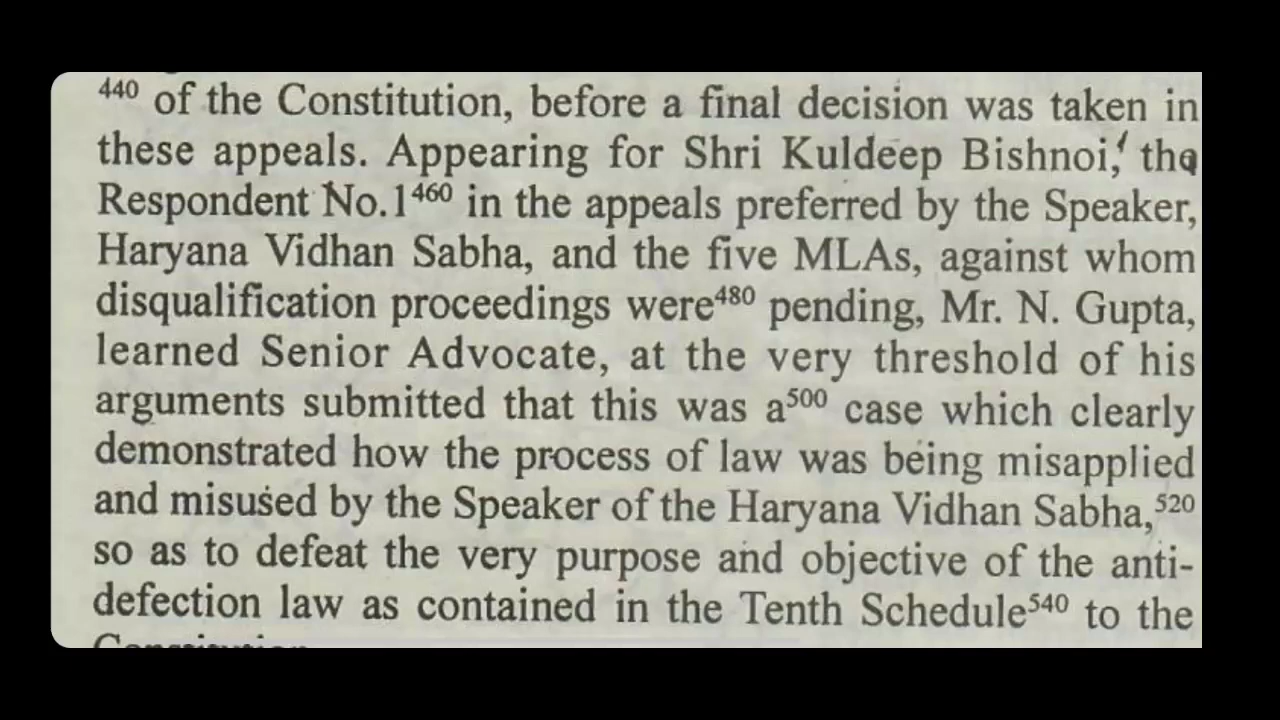 440 of the Constitution, before a final decision was taken in
these appeals. Appearing for Shri Kuldeep Bishnoi, the
Respondent No.1460 in the appeals preferred by the Speaker,
Haryana Vidhan Sabha, and the five MLAs, against whom
disqualification proceedings were480 pending, Mr. N. Gupta,
learned Senior Advocate, at the very threshold of his
arguments submitted that this was a500 case which clearly
demonstrated how the process of law was being misapplied
and misused by the Speaker of the Haryana Vidhan Sabha,520
so as to defeat the very purpose and objective of the anti-
defection law as contained in the Tenth Schedule540 to the